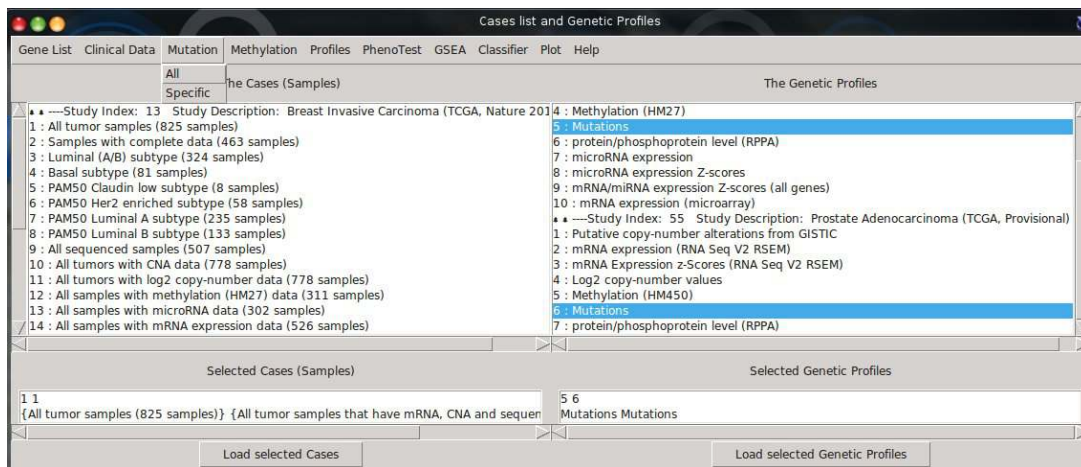 Cases list and Genetic Profiles
Gene List Clinical Data Mutation Methylation Profiles PhenoTest GSEA Classifier Plot Help
All
Specific
he Cases (Samples)
----Study Index: 13 Study Description: Breast Invasive Carcinoma (TCGA, Nature 201
1 : All tumor samples (825 samples)
2 : Samples with complete data (463 samples)
3 : Luminal (A/B) subtype (324 samples)
4 : Basal subtype (81 samples)
5 : PAM50 Claudin low subtype (8 samples)
6 : PAM50 Her2 enriched subtype (58 samples)
7 : PAM50 Luminal A subtype (235 samples)
8 : PAM50 Luminal B subtype (133 samples)
9 : All sequenced samples (507 samples)
10 : All tumors with CNA data (778 samples)
11 : All tumors with log2 copy-number data (778 samples)
12 : All samples with methylation (HM27) data (311 samples)
13 : All samples with microRNA data (302 samples)
14 : All samples with mRNA expression data (526 samples)
The Genetic Profiles
4 : Methylation (HM27)
5 : Mutations
6 : protein/phosphoprotein level (RPPA)
7 : microRNA expression
8 : microRNA expression Z-scores
9 : mRNA/miRNA expression Z-scores (all genes)
10 : mRNA expression (microarray)
----Study Index: 55 Study Description: Prostate Adenocarcinoma (TCGA, Provisional)
1 : Putative copy-number alterations from GISTIC
2 : mRNA expression (RNA Seq V2 RSEM)
3 : mRNA Expression z-Scores (RNA Seq V2 RSEM)
4 : Log2 copy-number values
5 : Methylation (HM450)
6 : Mutations
7 : protein/phosphoprotein level (RPPA)
Selected Cases (Samples)
1 1
{All tumor samples (825 samples)} {All tumor samples that have mRNA, CNA and sequen
Load selected Cases
Selected Genetic Profiles
5 6
Mutations Mutations
Load selected Genetic Profiles